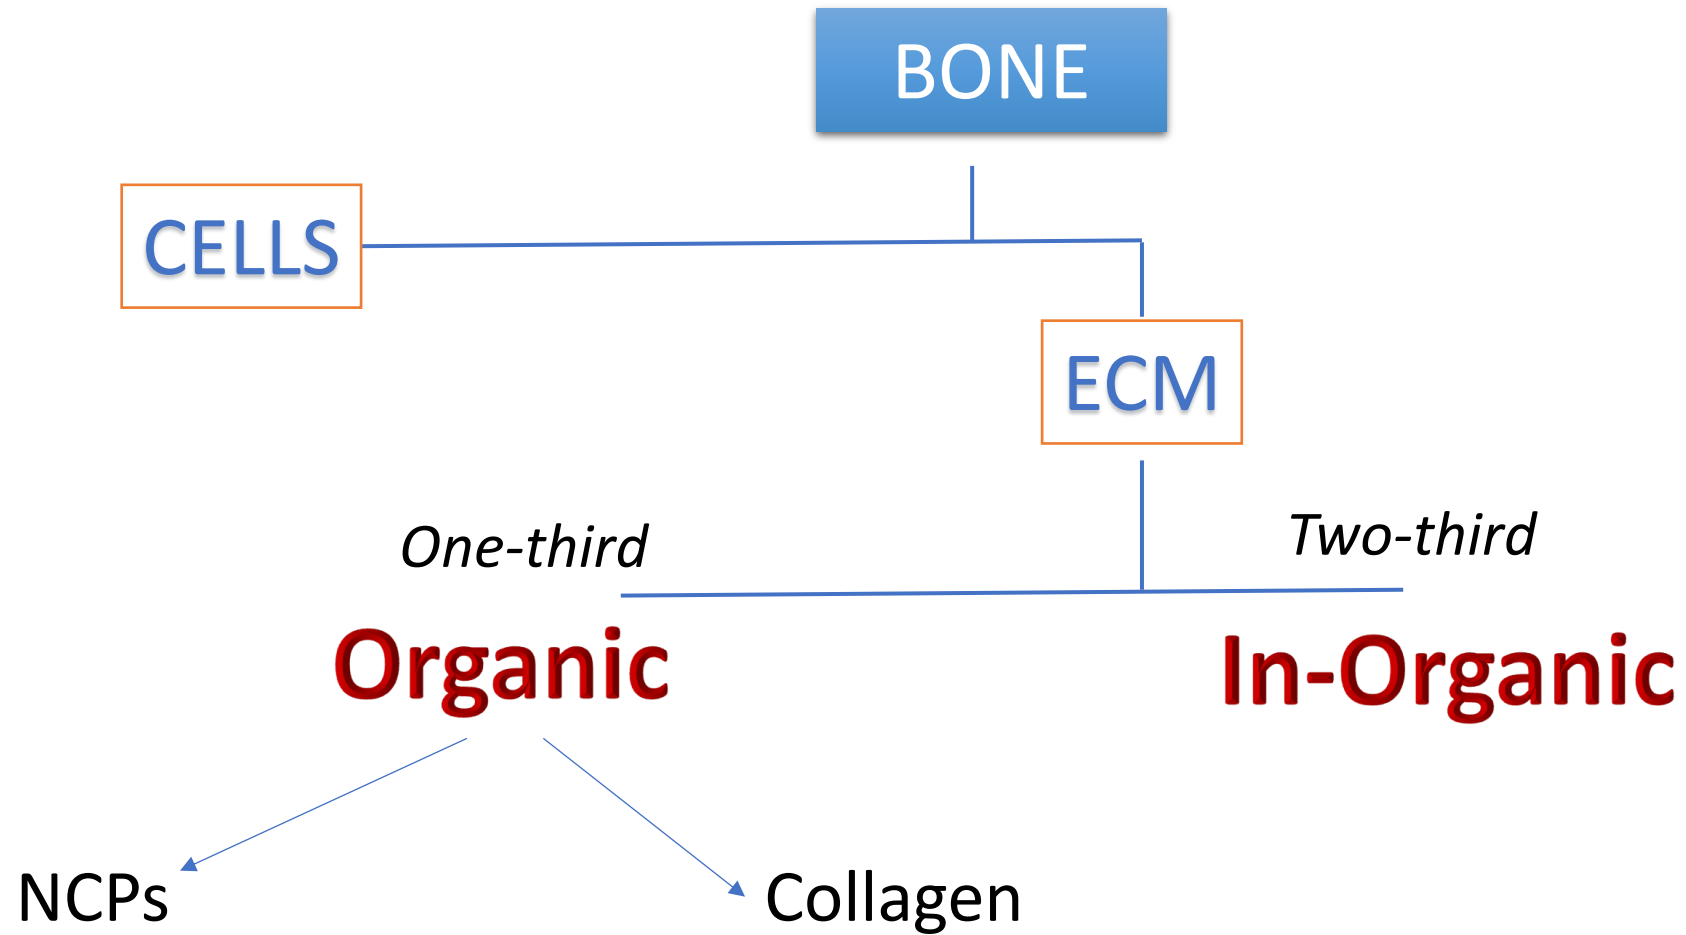 BONE
CELLS
ECM
One-third
Two-third
Organic
In-Organic
NCPs
Collagen